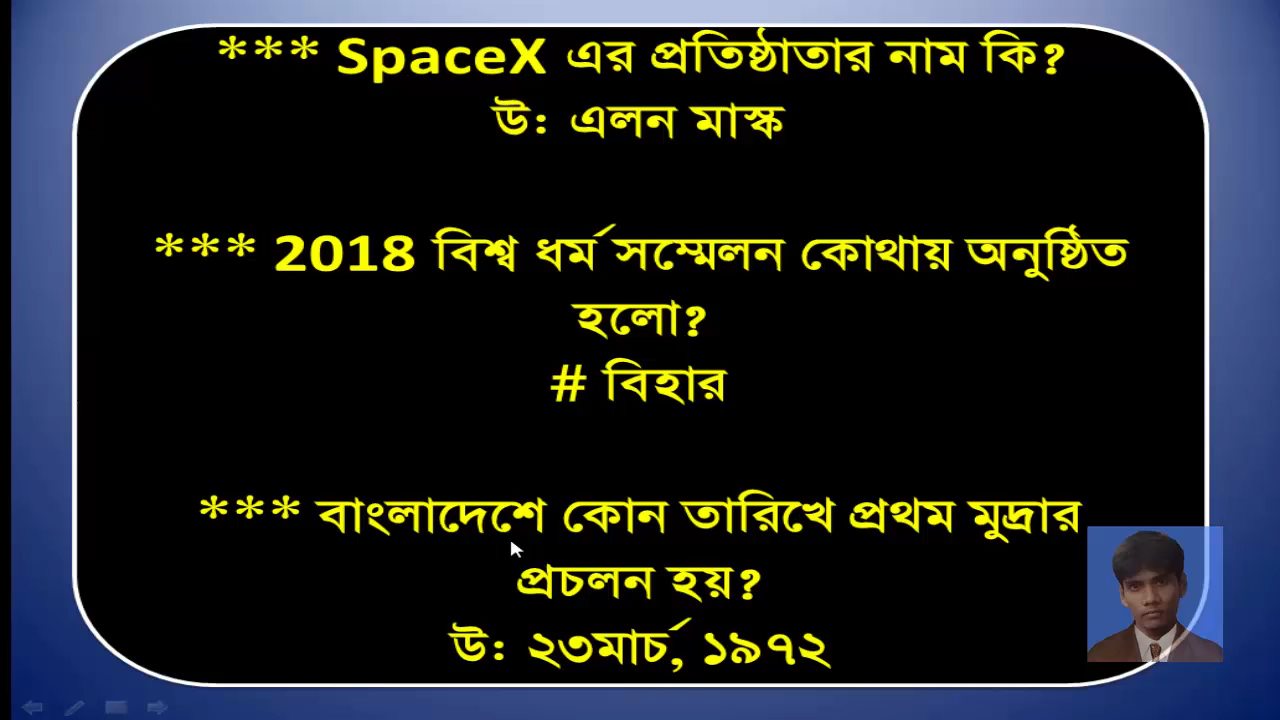 *** SpaceX এর প্রতিষ্ঠাতার নাম কি?
উ: এলন মাস্ক
*** 2018 বিশ্ব ধর্ম সম্মেলন কোথায় অনুষ্ঠিত
হলো?
# বিহার
*** বাংলাদেশে কোন তারিখে প্রথম মুদ্রার
প্রচলন হয়?
উ: ২৩মার্চ, ১৯৭২